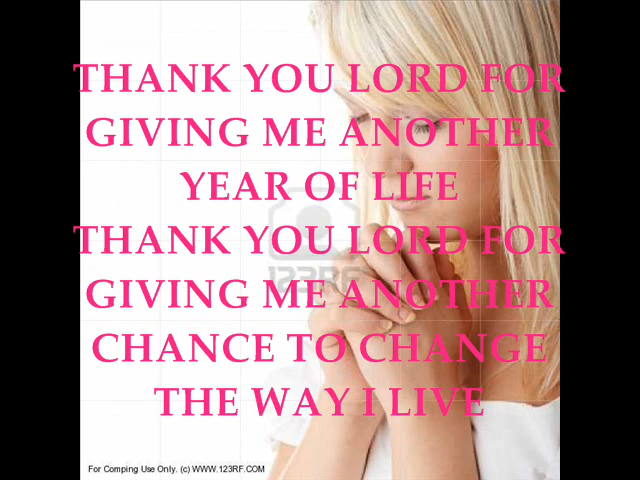 THANK YOU LORD FOR
GIVING ME ANOTHER
YEAR OF LIFE
THANK YOU LORD FOR
123RF
GIVING ME ANOTHER
CHANCE TO CHANGE
THE WAY I LIVE
For Comping Use Only. (c) WWW.123RF.COM